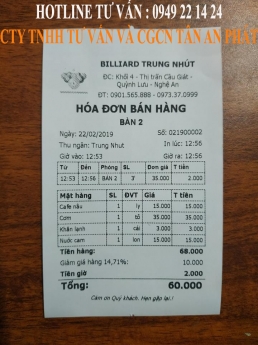 HOTLINE TƯ VẤN : 0949 22 14 24
CTY TNHH TƯ VẤN VÀ CGCN TÂN AN PHÁT
BILLIARD TRUNG NHÚT
ĐC: Khối 4 - Thị trấn Cầu Giát -
Quỳnh Lưu - Nghệ An
ĐT: 0901.565.888 - 0973.37.0999
HÓA ĐƠN BÁN HÀNG
BÀN 2
Ngày: 22/02/2019 Số: 021900002
Thu ngân: Trung Nhút In lúc: 12:56
Giờ vào: 12:53 Giờ ra: 12:56
Từ Đến Phòng SL Đơn giá T tiền
12:53 12:56 BÀN 2 3' 35.000 2.000
Mặt hàng SL ĐVT Giá T tiền
Cafe nâu 1 ly 15.000 15.000
Cơm 1 tô 35.000 35.000
Khăn lạnh 1 cái 3.000 3.000
Nước cam 1 lon 15.000 15.000
Tiền hàng: 68.000
Giảm giá hàng 14,71%: 10.000
Tiền giờ 2.000
Tổng: 60.000
Cảm ơn Quý khách. Hẹn gặp lại.!